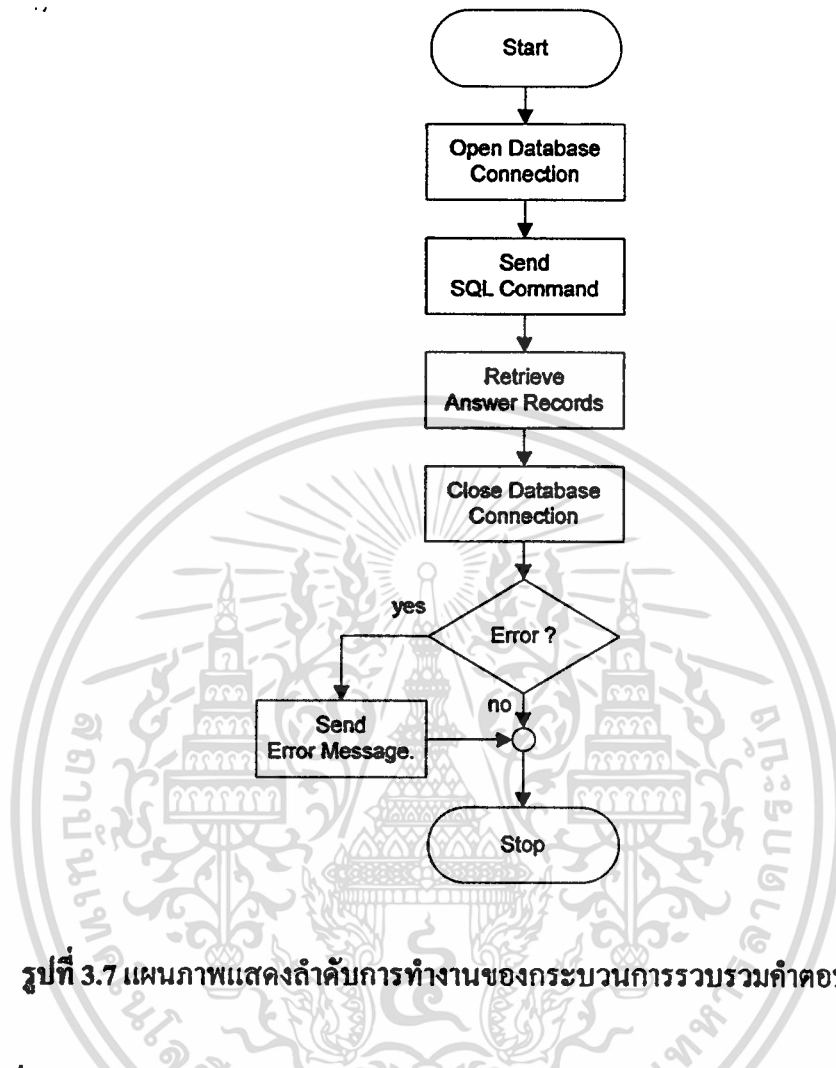 Start
Open Database
Connection
Send
SQL Command
Retrieve
Answer Records
Close Database
Connection
yes
Error ?
no
Send
Error Message.
Stop
รูปที่ 3.7 แผนภาพแสดงลำดับการทำงานของกระบวนการรวบรวมคำตอบ